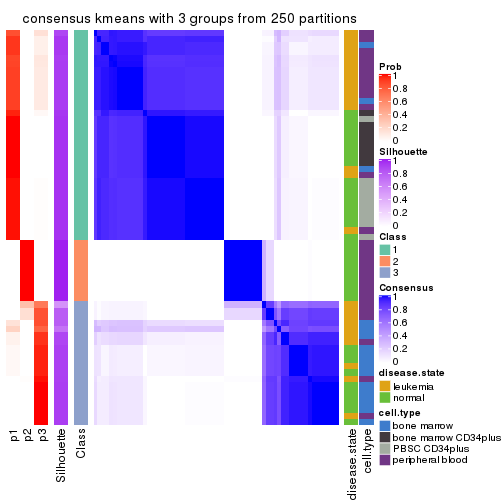 consensus kmeans with 3 groups from 250 partitions
Prob
1
0.8
0.6
0.4
0.2
0
Silhouette
1
0.8
0.6
0.4
0.2
0
Class
1
2
3
Consensus
1
0.8
0.6
0.4
0.2
0
disease.state
leukemia
normal
cell.type
bone marrow
bone marrow CD34plus
PBSC CD34plus
peripheral blood
p1
p2
p3
Silhouette
Class
disease.state
cell.type